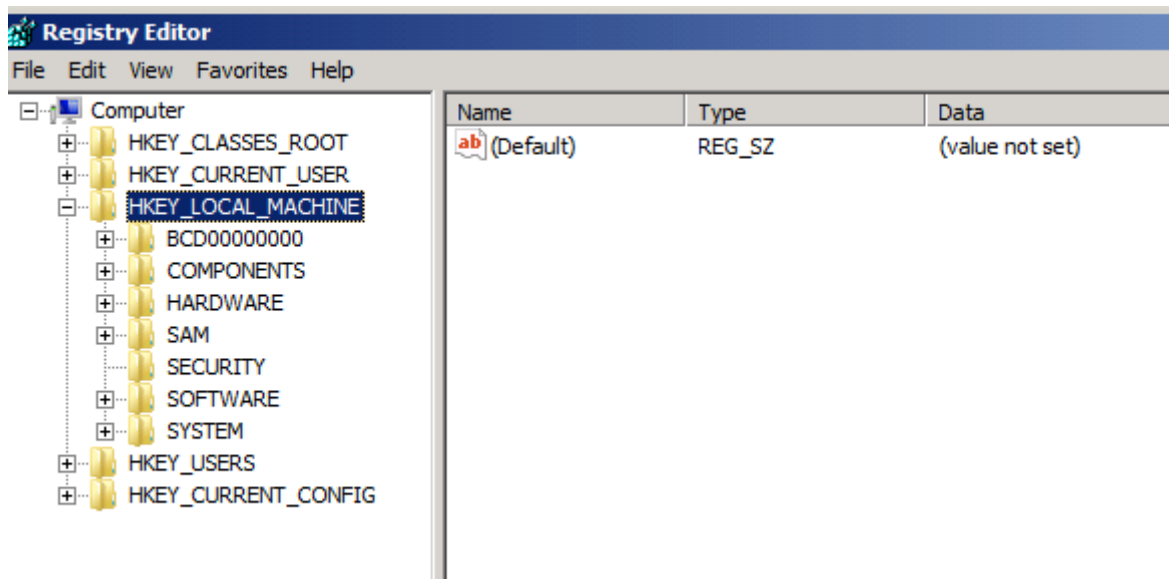 Registry Editor
File Edit View Favorites Help
Computer
HKEY_CLASSES_ROOT
HKEY_CURRENT_USER
HKEY_LOCAL_MACHINE
BCD00000000
COMPONENTS
HARDWARE
SAM
SECURITY
SOFTWARE
SYSTEM
HKEY_USERS
HKEY_CURRENT_CONFIG
Name Type Data
ab (Default) REG_SZ (value not set)